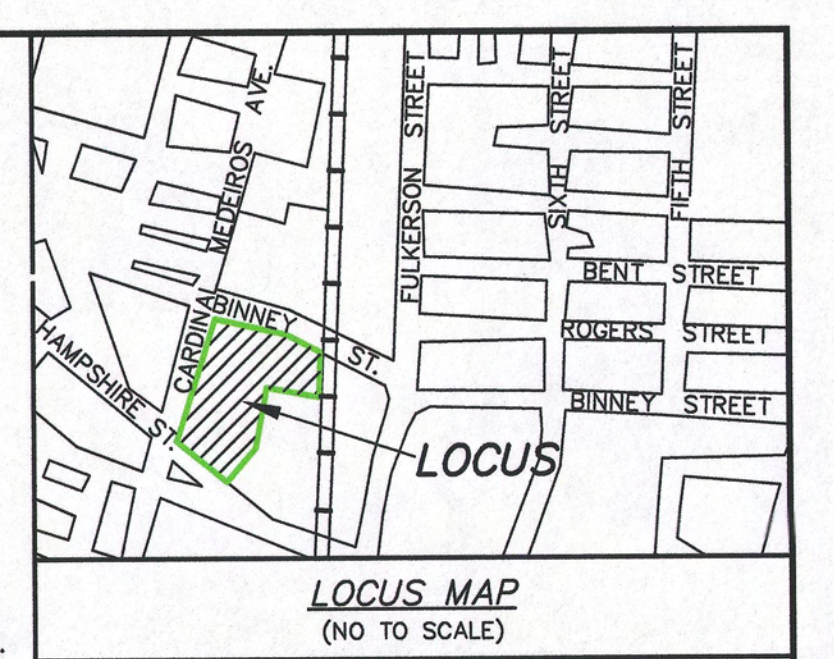 CARDINAL MEDEIROS AVE.
FULKERSON STREET
SIXTH STREET
FIFTH STREET
BENT STREET
BINNEY ST.
ROGERS STREET
HAMPSHIRE ST.
BINNEY STREET
LOCUS
LOCUS MAP
(NO TO SCALE)